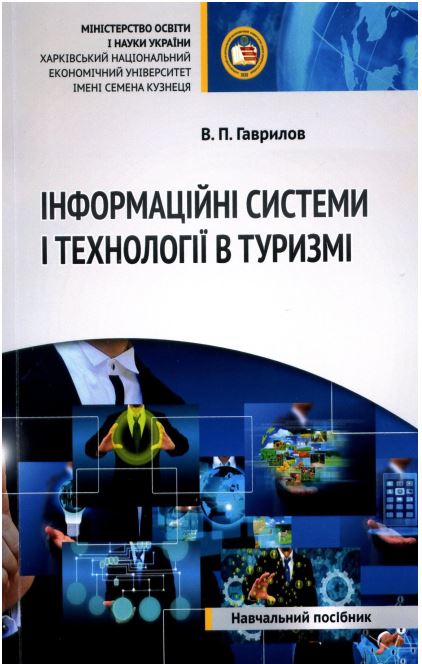 МІНІСТЕРСТВО ОСВІТИ
І НАУКИ УКРАЇНИ
ХАРКІВСЬКИЙ НАЦІОНАЛЬНИЙ
ЕКОНОМІЧНИЙ УНІВЕРСИТЕТ
ІМЕНІ СЕМЕНА КУЗНЕЦЯ
В. П. Гаврилов
ІНФОРМАЦІЙНІ СИСТЕМИ
І ТЕХНОЛОГІЇ В ТУРИЗМІ
Навчальний посібник